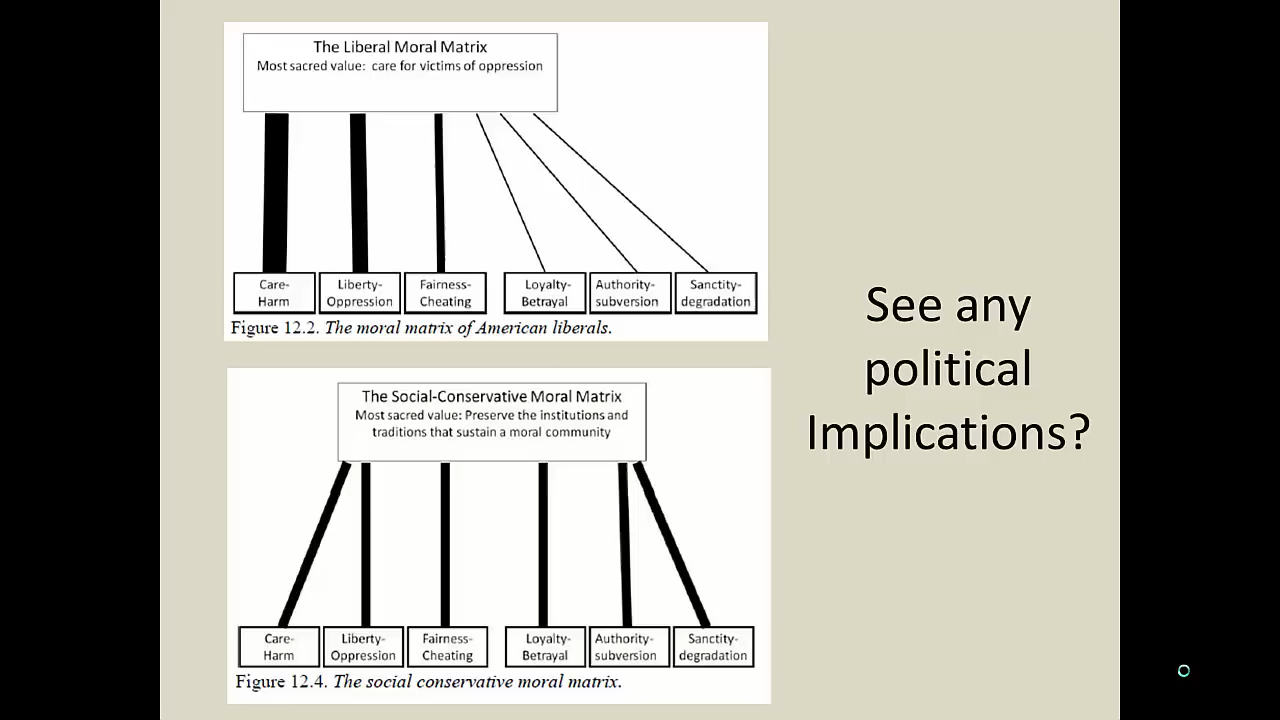 The Liberal Moral Matrix
Most sacred value: care for victims of oppression
Care-
Harm
Liberty-
Oppression
Fairness-
Cheating
Loyalty-
Betrayal
Authority-
subversion
Sanctity-
degradation
Figure 12.2. The moral matrix of American liberals.
The Social-Conservative Moral Matrix
Most sacred value: Preserve the institutions and
traditions that sustain a moral community
Care-
Harm
Liberty-
Oppression
Fairness-
Cheating
Loyalty-
Betrayal
Authority-
subversion
Sanctity-
degradation
Figure 12.4. The social conservative moral matrix.
See any
political
Implications?